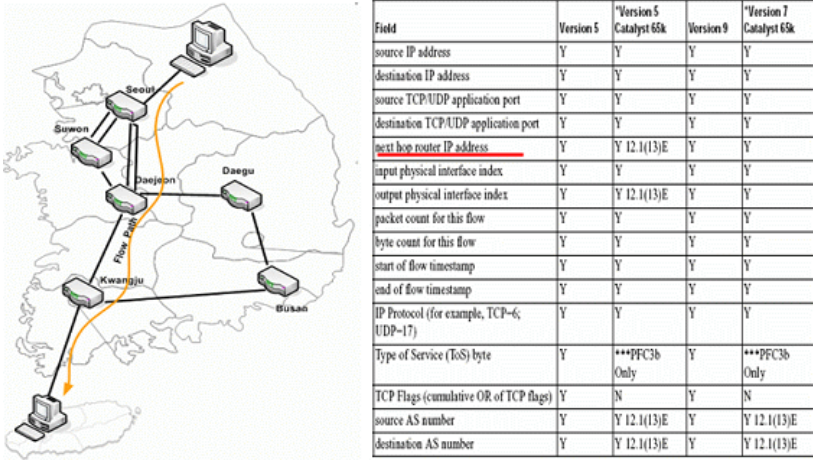 Seoul
Suwon
Daejeon
Daegu
Flow Path
Kwangju
Busan
Field Version 5 *Version 5 Catalyst 65k Version 9 *Version 7 Catalyst 65k
source IP address Y Y Y Y
destination IP address Y Y Y Y
source TCP/UDP application port Y Y Y Y
destination TCP/UDP application port Y Y Y Y
next hop router IP address Y Y 12.1(13)E Y Y
input physical interface index Y Y Y Y
output physical interface index Y Y 12.1(13)E Y Y
packet count for this flow Y Y Y Y
byte count for this flow Y Y Y Y
start of flow timestamp Y Y Y Y
end of flow timestamp Y Y Y Y
IP Protocol (for example, TCP=6; UDP=17) Y Y Y Y
Type of Service (ToS) byte Y ***PFC3b Only Y ***PFC3b Only
TCP Flags (cumulative OR of TCP flags) Y N Y N
source AS number Y Y 12.1(13)E Y Y 12.1(13)E
destination AS number Y Y 12.1(13)E Y Y 12.1(13)E